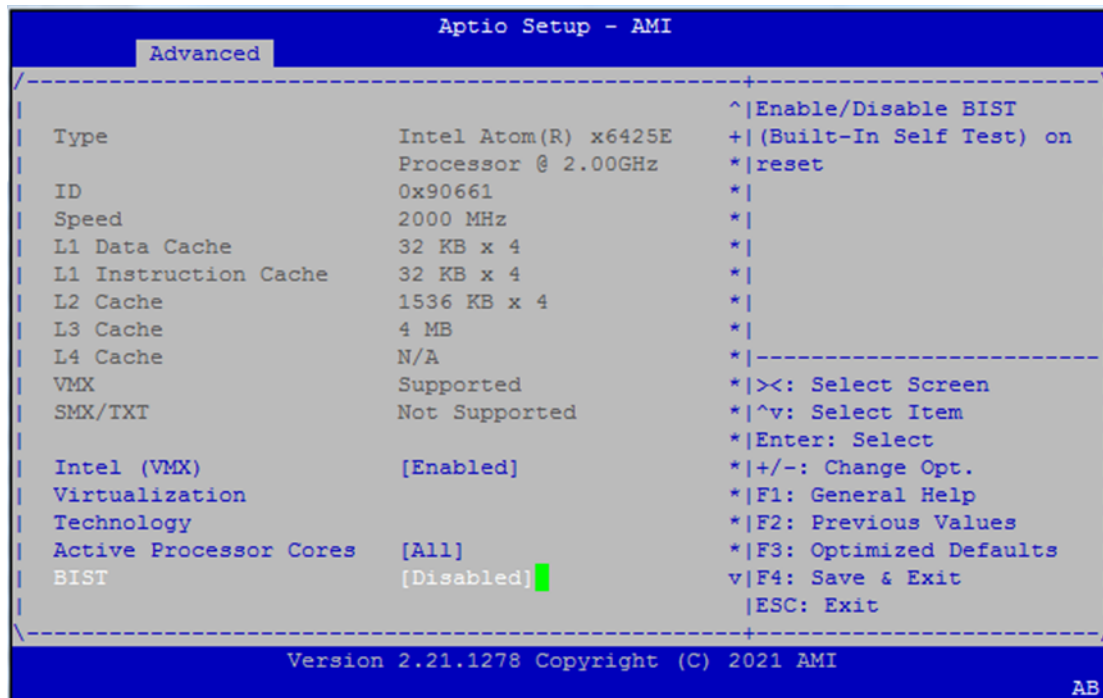 Aptio Setup - AMI
Advanced
/----------------------------------------------------+-------------------------\
| ^|Enable/Disable BIST
| Type Intel Atom(R) x6425E +|(Built-In Self Test) on
| Processor @ 2.00GHz *|reset
| ID 0x90661 *|
| Speed 2000 MHz *|
| L1 Data Cache 32 KB x 4 *|
| L1 Instruction Cache 32 KB x 4 *|
| L2 Cache 1536 KB x 4 *|
| L3 Cache 4 MB *|
| L4 Cache N/A *|-------------------------
| VMX Supported *|><: Select Screen
| SMX/TXT Not Supported *|^v: Select Item
| *|Enter: Select
| Intel (VMX) [Enabled] *|+/-: Change Opt.
| Virtualization *|F1: General Help
| Technology *|F2: Previous Values
| Active Processor Cores [All] *|F3: Optimized Defaults
| BIST [Disabled] v|F4: Save & Exit
| |ESC: Exit
\----------------------------------------------------+-------------------------/
Version 2.21.1278 Copyright (C) 2021 AMI
AB